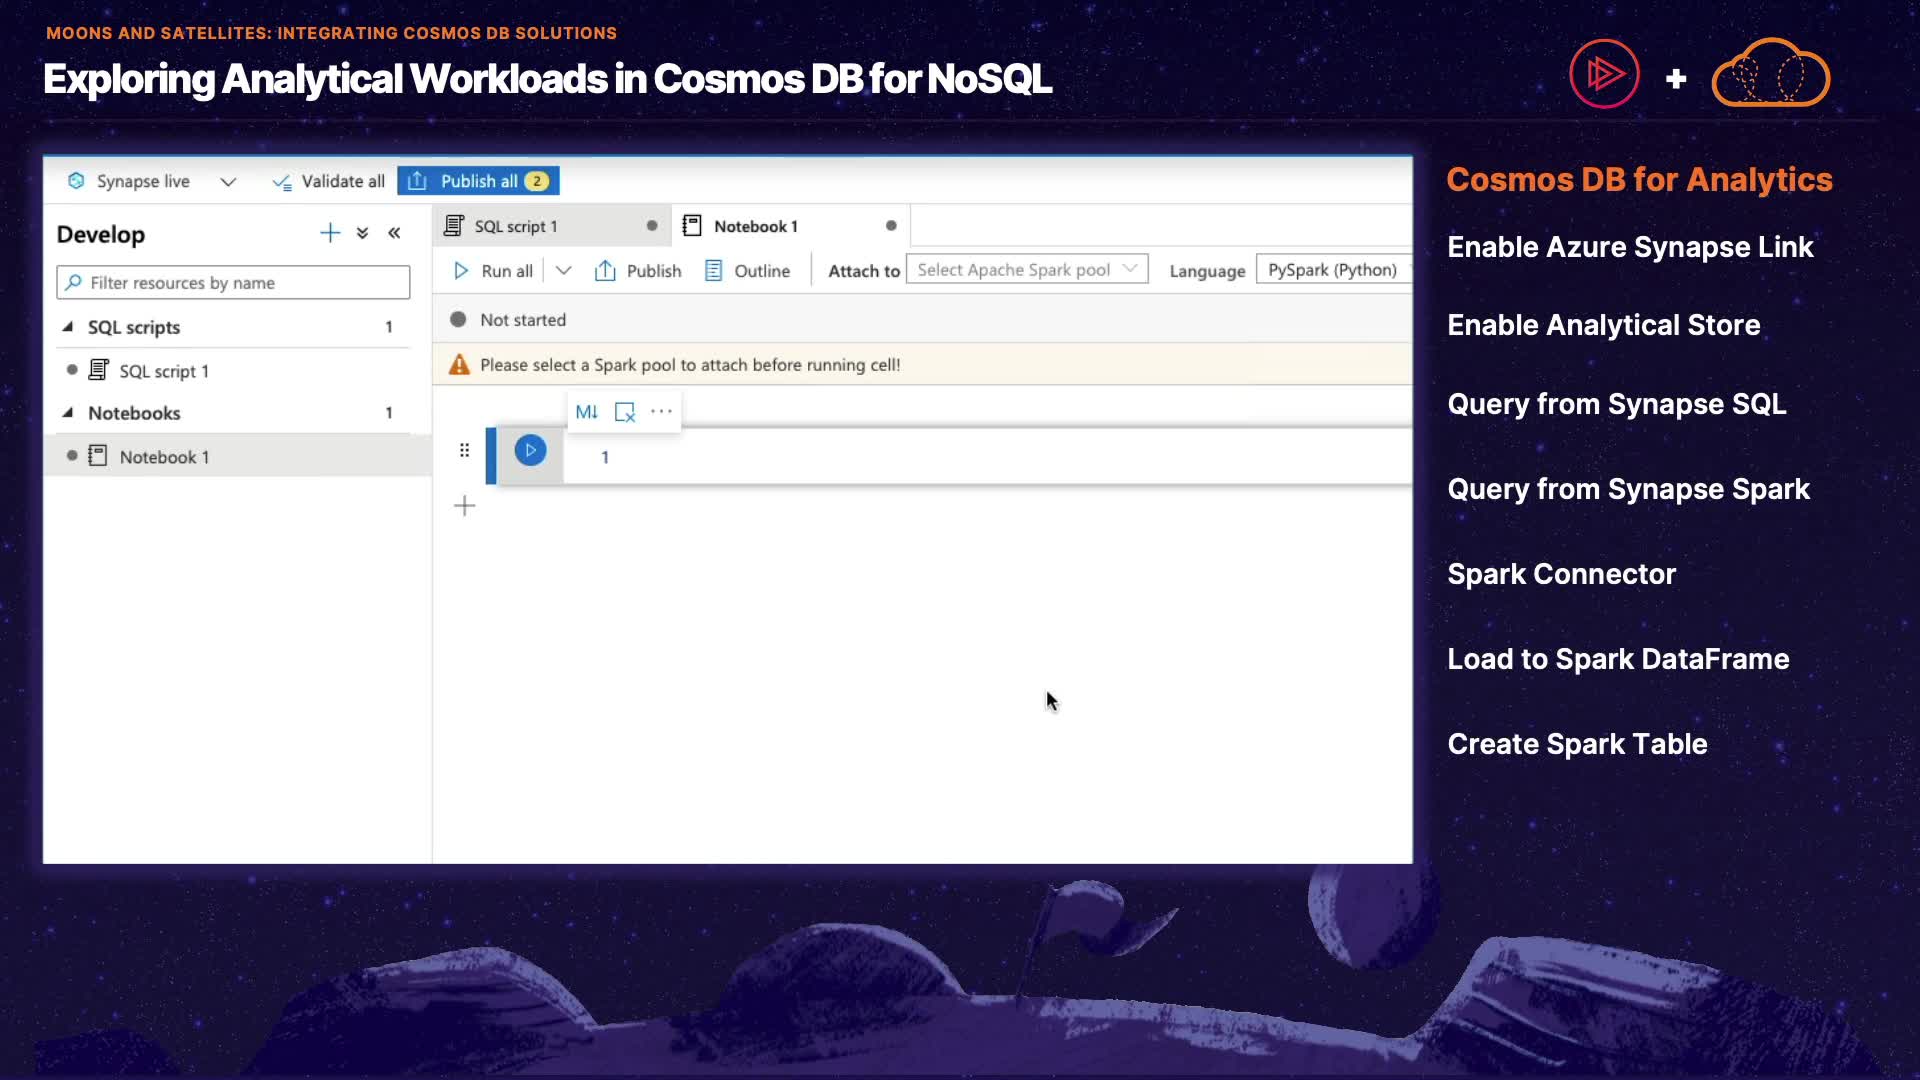 MOONS AND SATELLITES: INTEGRATING COSMOS DB SOLUTIONS
Exploring Analytical Workloads in Cosmos DB for NoSQL
Synapse live
Validate all
Publish all 2
Develop
Filter resources by name
SQL scripts 1
SQL script 1
Notebooks 1
Notebook 1
SQL script 1
Notebook 1
Run all
Publish
Outline
Attach to
Select Apache Spark pool
Language
PySpark (Python)
Not started
Please select a Spark pool to attach before running cell!
M↓
1
Cosmos DB for Analytics
Enable Azure Synapse Link
Enable Analytical Store
Query from Synapse SQL
Query from Synapse Spark
Spark Connector
Load to Spark DataFrame
Create Spark Table